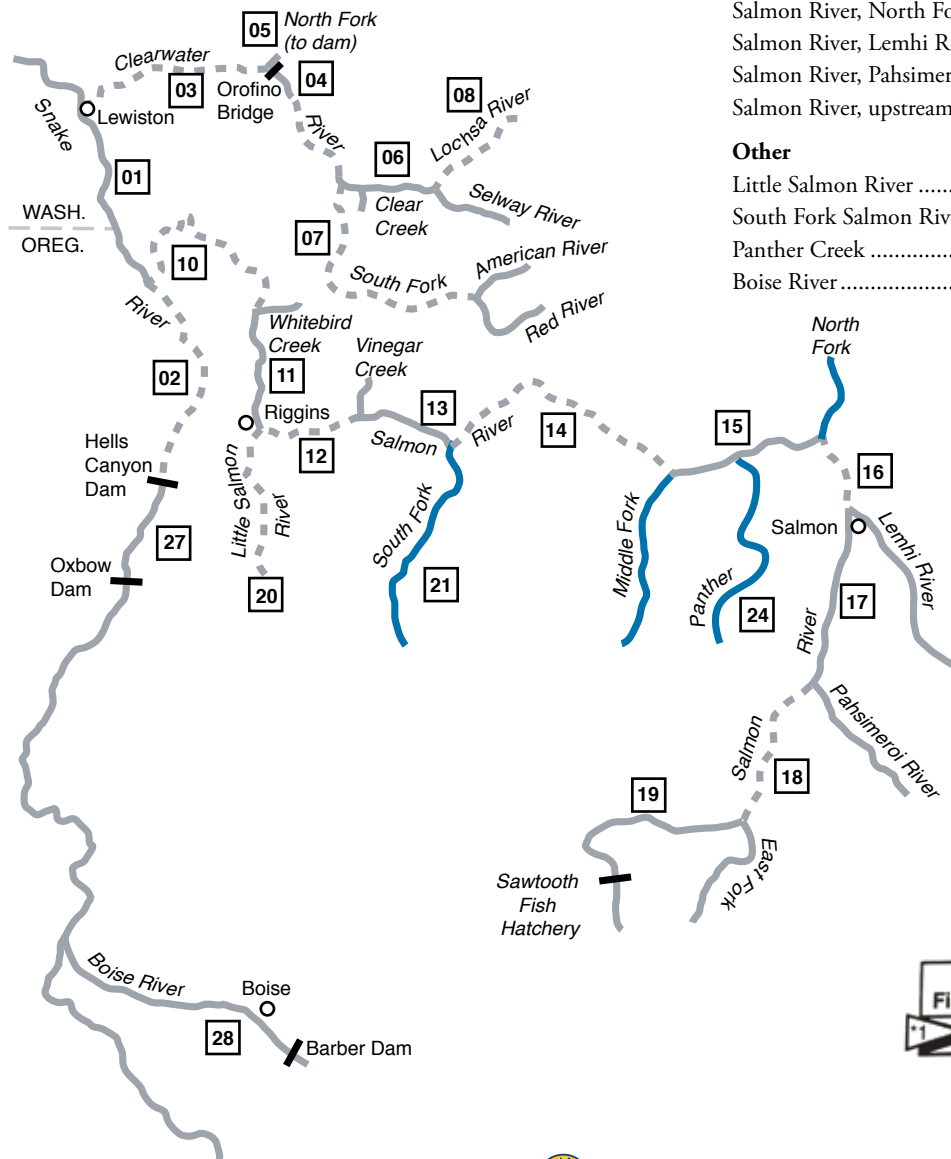 Salmon River, North Fo
Salmon River, Lemhi R
Salmon River, Pahsimer
Salmon River, upstream
Other
Little Salmon River ....
South Fork Salmon Riv
Panther Creek ....................
Boise River ........................
05
North Fork
(to dam)
Clearwater
03
Orofino
Bridge
04
08
Lochsa River
Snake
Lewiston
River
06
01
Clear
Creek
Selway River
WASH.
OREG.
07
10
South Fork
American River
Red River
River
Whitebird
Creek
Vinegar
Creek
North
Fork
02
11
Riggins
13
River
14
15
12
Salmon
16
Hells
Canyon
Dam
Little Salmon
River
South Fork
Middle Fork
Salmon
Lemhi River
27
Oxbow
Dam
20
21
Panther
24
17
River
Pahsimeroi River
Salmon
18
19
East Fork
Sawtooth
Fish
Hatchery
Boise River
Boise
28
Barber Dam
Fi
*1